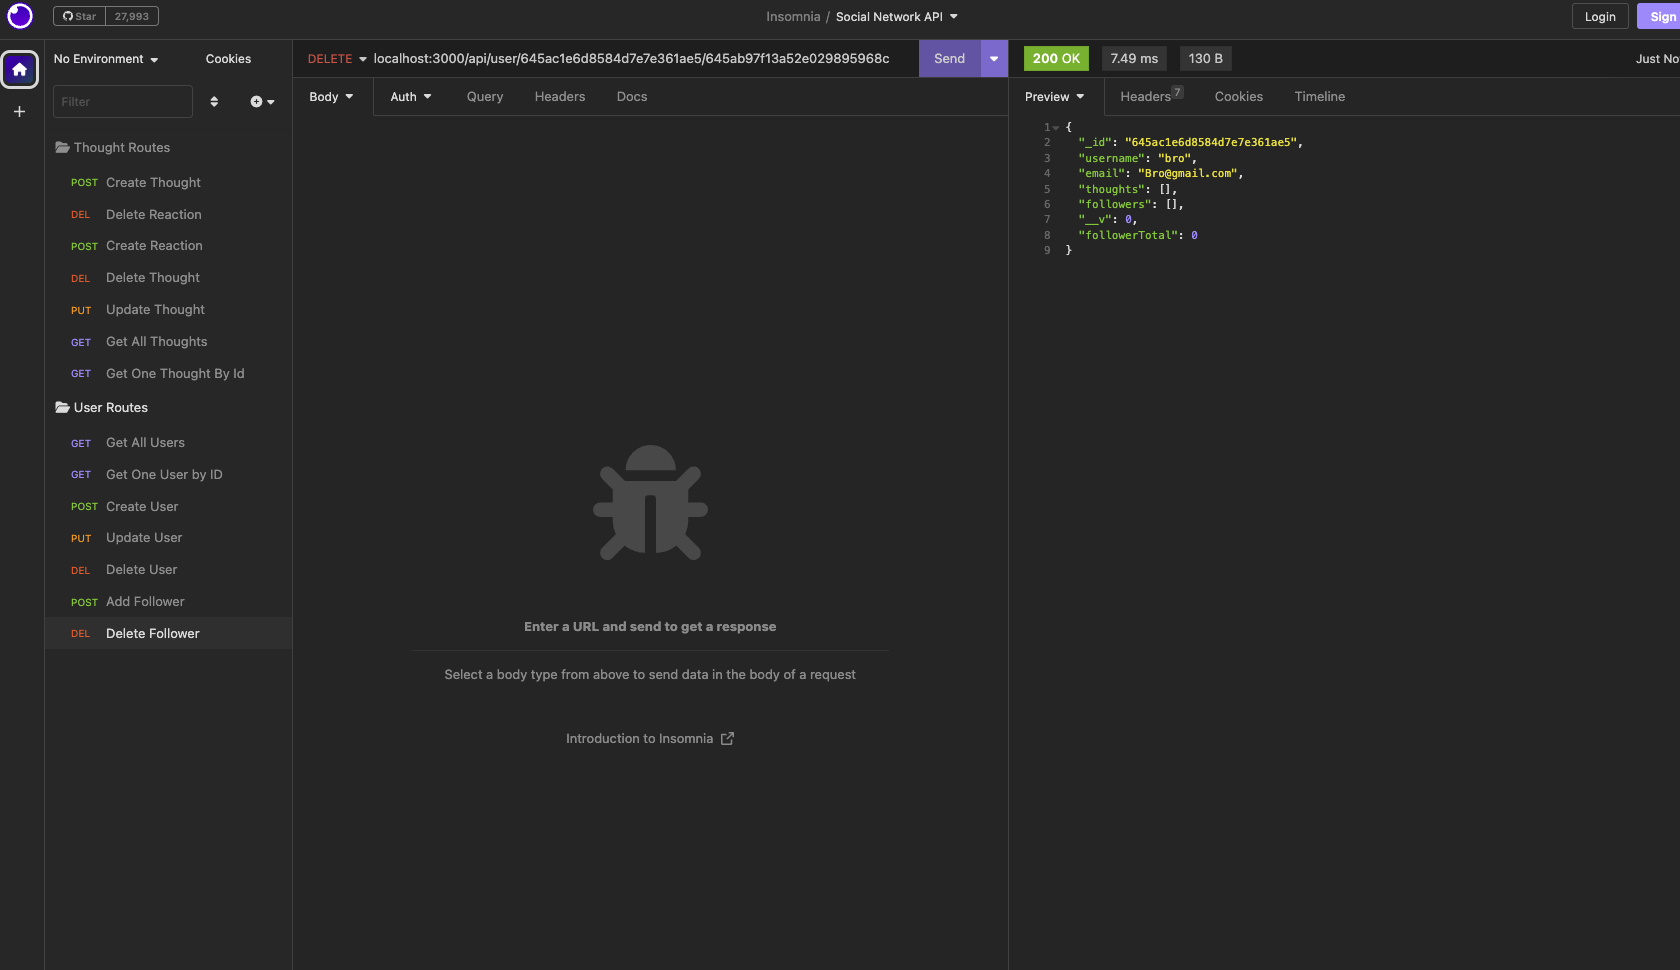 Star 27,993
Insomnia / Social Network API
Login
Sign
No Environment
Cookies
DELETE localhost:3000/api/user/645ac1e6d8584d7e7e361ae5/645ab97f13a52e029895968c
Send
200 OK
7.49 ms
130 B
Just No
Filter
Body
Auth
Query
Headers
Docs
Preview
Headers 7
Cookies
Timeline
Thought Routes
POST Create Thought
DEL Delete Reaction
POST Create Reaction
DEL Delete Thought
PUT Update Thought
GET Get All Thoughts
GET Get One Thought By Id
User Routes
GET Get All Users
GET Get One User by ID
POST Create User
PUT Update User
DEL Delete User
POST Add Follower
DEL Delete Follower
Enter a URL and send to get a response
Select a body type from above to send data in the body of a request
Introduction to Insomnia
1 {
2 "_id": "645ac1e6d8584d7e7e361ae5",
3 "username": "bro",
4 "email": "Bro@gmail.com",
5 "thoughts": [],
6 "followers": [],
7 "__v": 0,
8 "followerTotal": 0
9 }